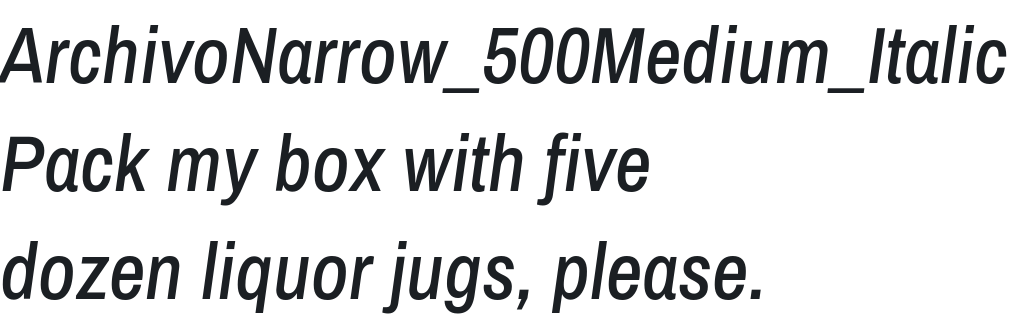 ArchivoNarrow_500Medium_Italic
Pack my box with five
dozen liquor jugs, please.